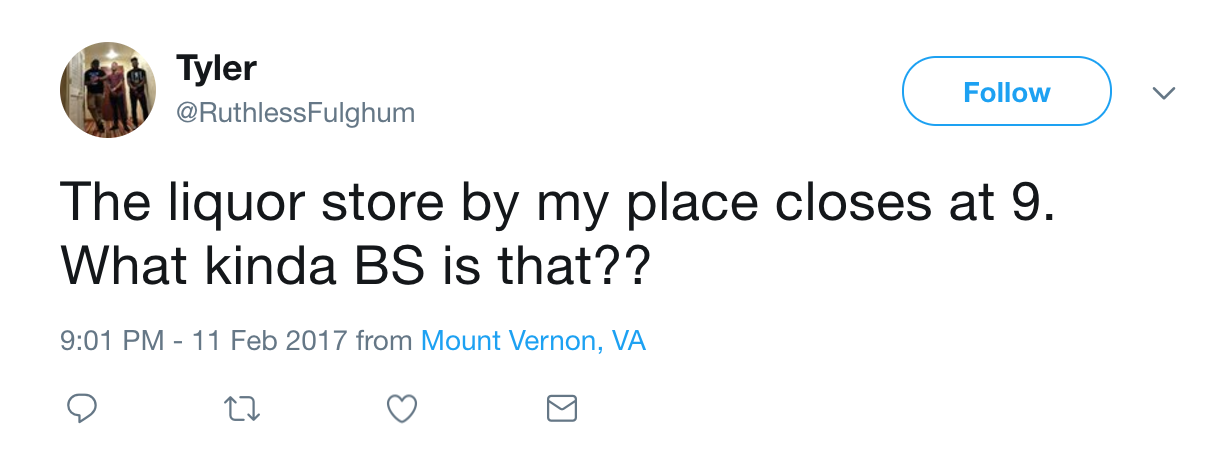 Tyler
@RuthlessFulghum
Follow
The liquor store by my place closes at 9.
What kinda BS is that??
9:01 PM - 11 Feb 2017 from Mount Vernon, VA